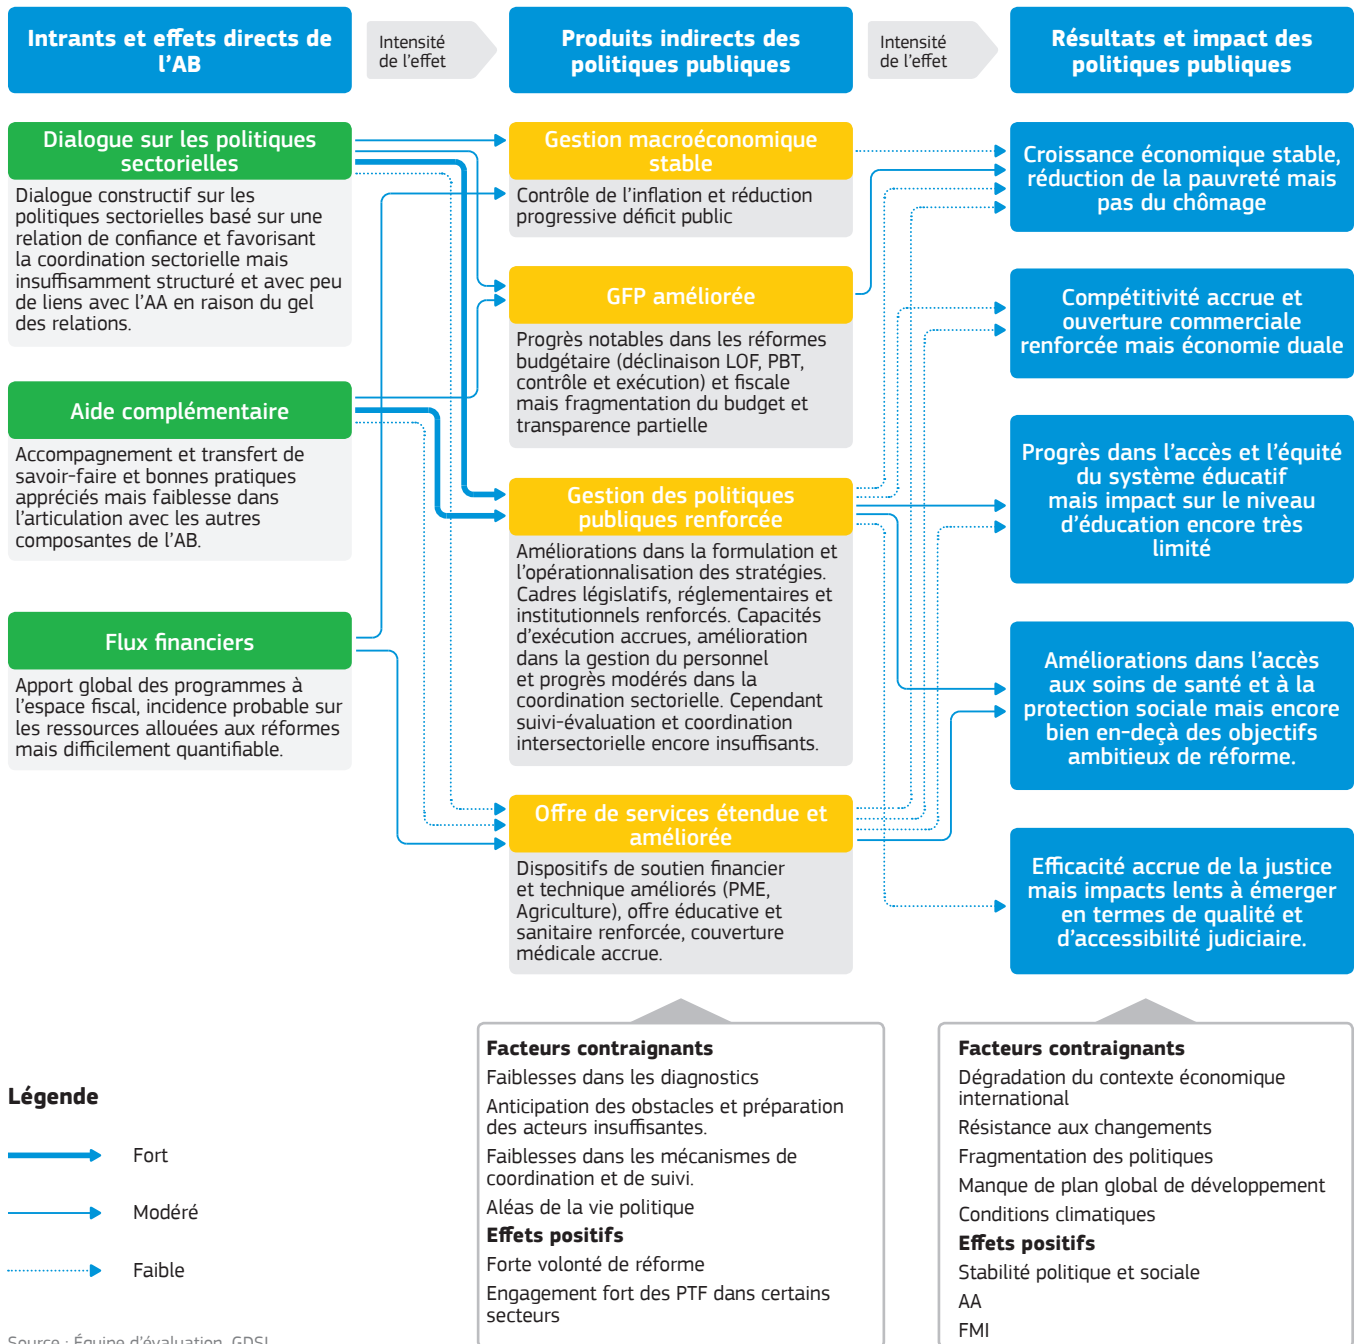 Intrants et effets directs de
l'AB
Intensité
de l'effet
Produits indirects des
politiques publiques
Intensité
de l'effet
Résultats et impact des
politiques publiques
Dialogue sur les politiques
sectorielles
Dialogue constructif sur les
politiques sectorielles basé sur une
relation de confiance et favorisant
la coordination sectorielle mais
insuffisamment structuré et avec peu
de liens avec l'AA en raison du gel
des relations.
Aide complémentaire
Accompagnement et transfert de
savoir-faire et bonnes pratiques
appréciés mais faiblesse dans
l'articulation avec les autres
composantes de l'AB.
Flux financiers
Apport global des programmes à
l'espace fiscal, incidence probable sur
les ressources allouées aux réformes
mais difficilement quantifiable.
Gestion macroéconomique
stable
Contrôle de l'inflation et réduction
progressive déficit public
GFP améliorée
Progrès notables dans les réformes
budgétaire (déclinaison LOF, PBT,
contrôle et exécution) et fiscale
mais fragmentation du budget et
transparence partielle
Gestion des politiques
publiques renforcée
Améliorations dans la formulation et
l'opérationnalisation des stratégies.
Cadres législatifs, réglementaires et
institutionnels renforcés. Capacités
d'exécution accrues, amélioration
dans la gestion du personnel
et progrès modérés dans la
coordination sectorielle. Cependant
suivi-évaluation et coordination
intersectorielle encore insuffisants.
Offre de services étendue et
améliorée
Dispositifs de soutien financier
et technique améliorés (PME,
Agriculture), offre éducative et
sanitaire renforcée, couverture
médicale accrue.
Croissance économique stable,
réduction de la pauvreté mais
pas du chômage
Compétitivité accrue et
ouverture commerciale
renforcée mais économie duale
Progrès dans l'accès et l'équité
du système éducatif
mais impact sur le niveau
d'éducation encore très
limité
Améliorations dans l'accès
aux soins de santé et à la
protection sociale mais encore
bien en-deçà des objectifs
ambitieux de réforme.
Efficacité accrue de la justice
mais impacts lents à émerger
en termes de qualité et
d'accessibilité judiciaire.
Légende
Fort
Modéré
Faible
Facteurs contraignants
Faiblesses dans les diagnostics
Anticipation des obstacles et préparation
des acteurs insuffisantes.
Faiblesses dans les mécanismes de
coordination et de suivi.
Aléas de la vie politique
Effets positifs
Forte volonté de réforme
Engagement fort des PTF dans certains
secteurs
Facteurs contraignants
Dégradation du contexte économique
international
Résistance aux changements
Fragmentation des politiques
Manque de plan global de développement
Conditions climatiques
Effets positifs
Stabilité politique et sociale
AA
FMI
Source : Équipe d'évaluation, GDSI